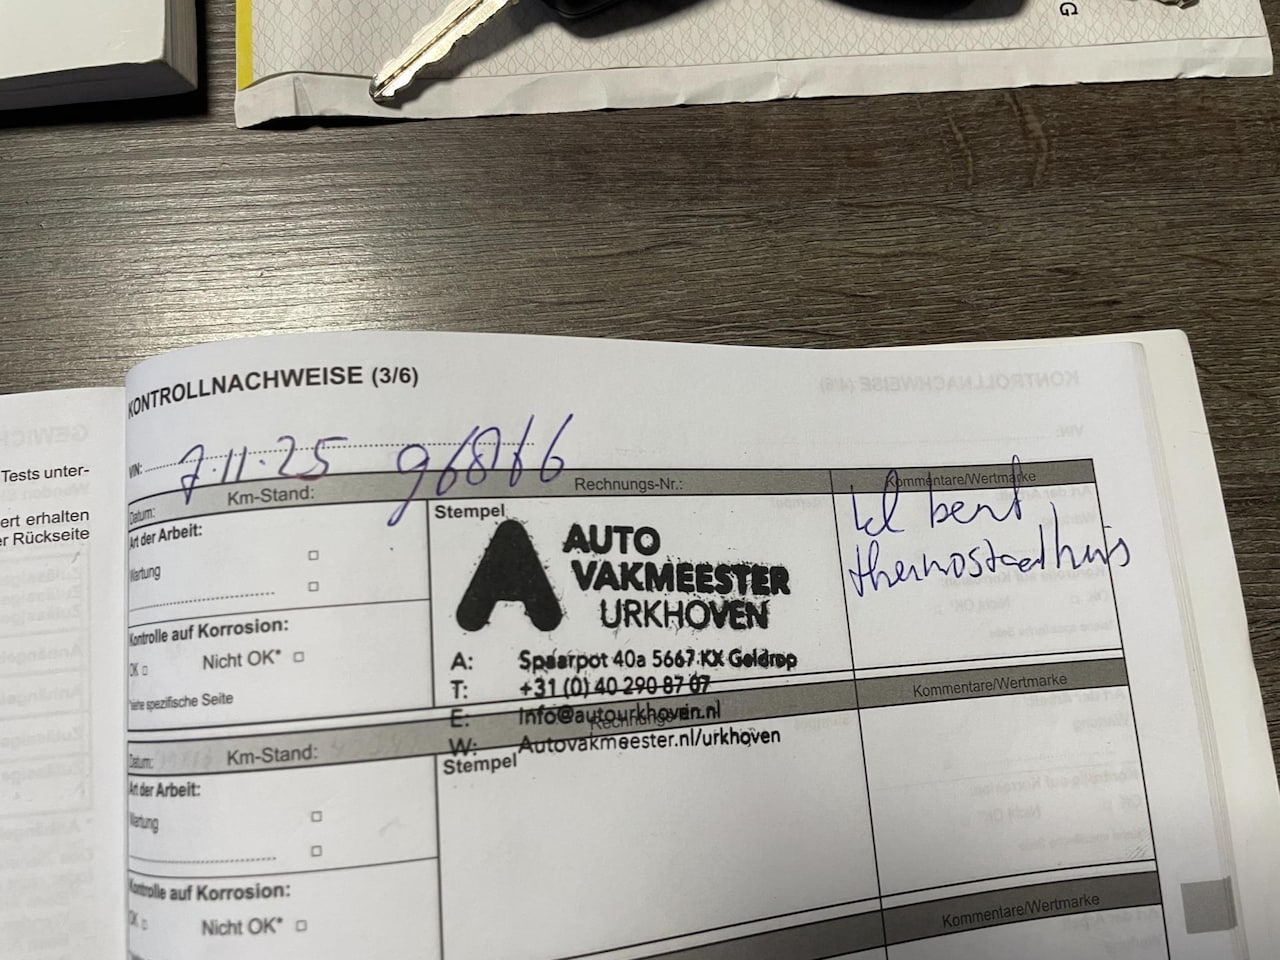 G
KONTROLLNACHWEISE (3/6)
VIN:
7.11.25 96866
Datum: Km-Stand: Rechnungs-Nr.: Kommentare/Wertmarke
Art der Arbeit:
Wartung
Kontrolle auf Korrosion:
OK Nicht OK*
*siehe spezifische Seite
Stempel
AUTO
VAKMEESTER
URKHOVEN
A: Spaarpot 40a 5667 KX Geldrop
T: +31 (0) 40 290 87 07
E: Info@autourkhoven.nl
W: Autovakmeester.nl/urkhoven
thermostaathuis
Datum: Km-Stand: Rechnungs-Nr.: Kommentare/Wertmarke
Art der Arbeit:
Wartung
Kontrolle auf Korrosion:
OK Nicht OK*
Stempel
Kommentare/Wertmarke
Tests unter-
ert erhalten
er Rückseite